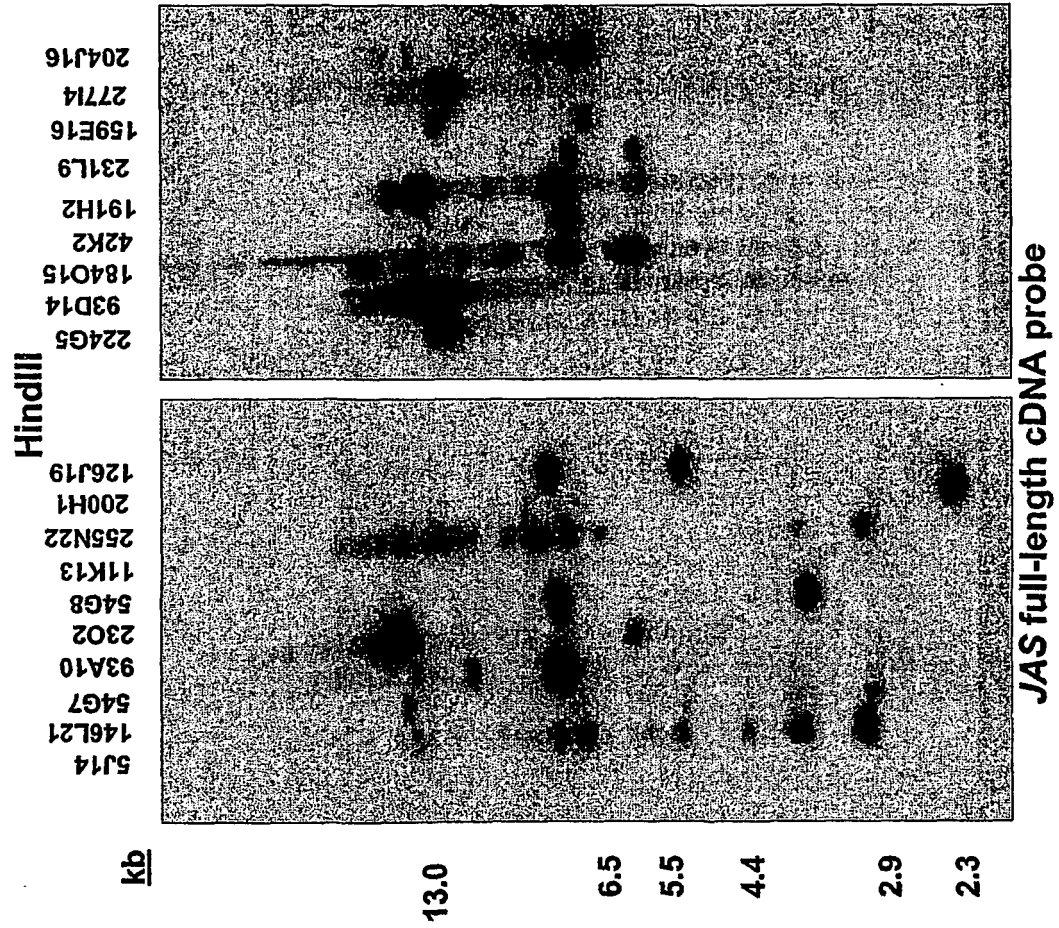 HindIII
5J14
146L21
54G7
93A10
23O2
54G8
11K13
255N22
200H1
126J19
224G5
93D14
184O15
42K2
191H2
231L9
159E16
277I4
204J16
kb
13.0
6.5
5.5
4.4
2.9
2.3
JAS full-length cDNA probe